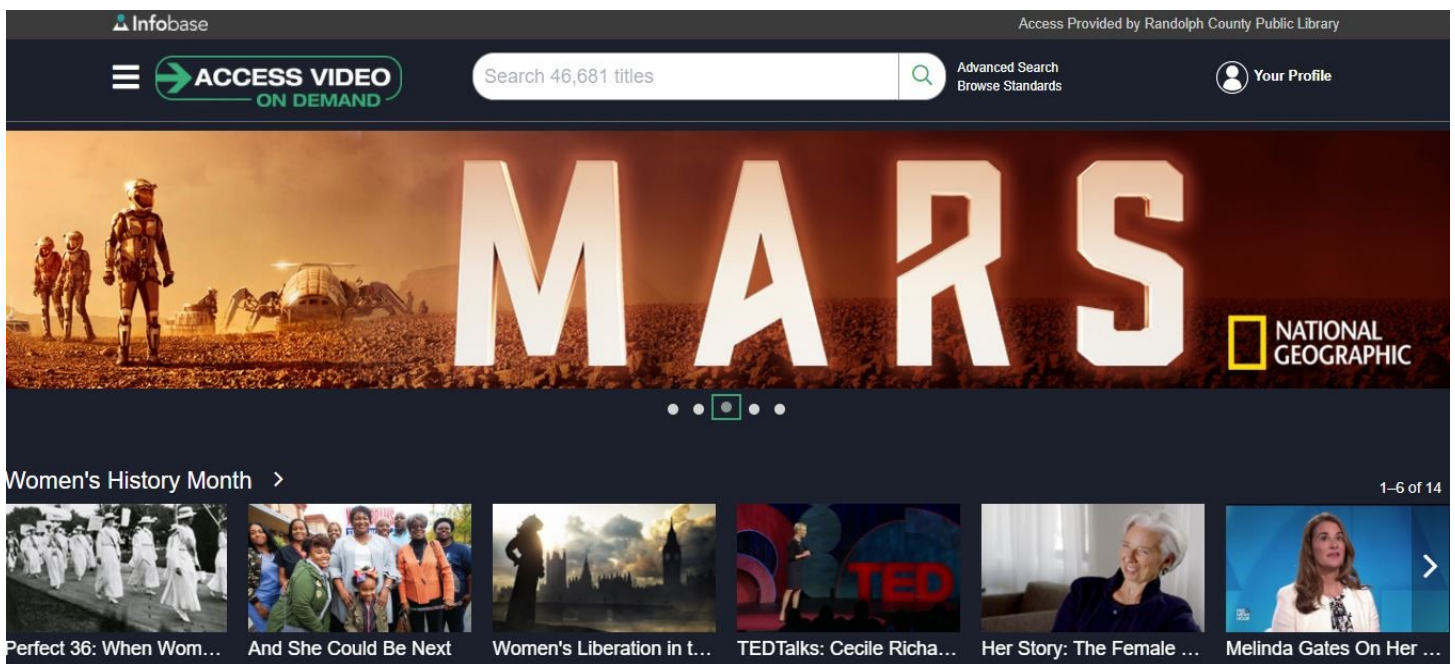 Infobase
Access Provided by Randolph County Public Library
ACCESS VIDEO
ON DEMAND
Search 46,681 titles
Advanced Search
Browse Standards
Your Profile
MARS
NATIONAL
GEOGRAPHIC
Women's History Month >
1–6 of 14
TED
Perfect 36: When Wom...
And She Could Be Next
Women's Liberation in t...
TEDTalks: Cecile Richa...
Her Story: The Female ...
Melinda Gates On Her ...